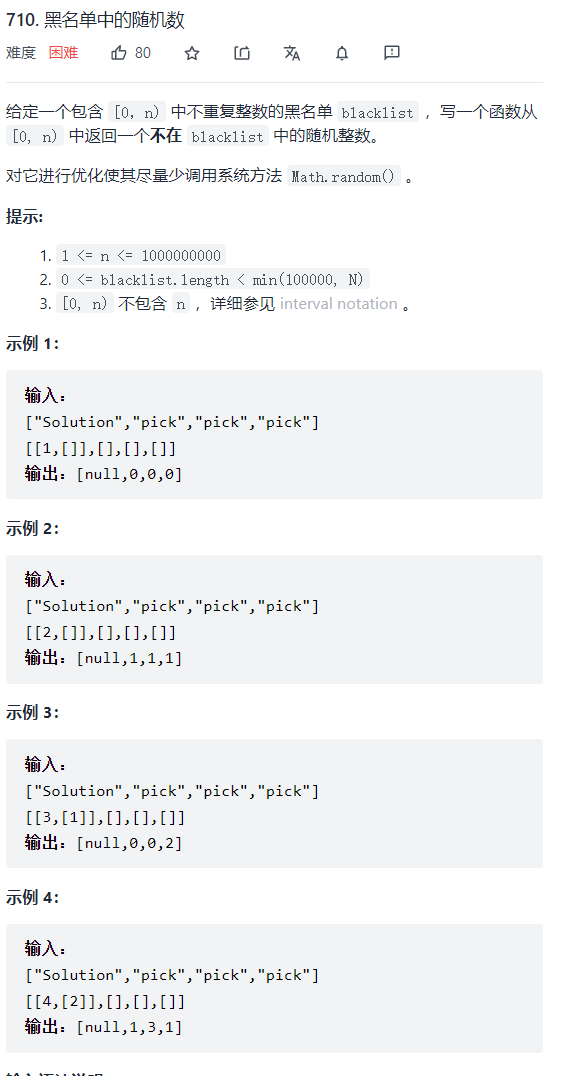 710. 黑名单中的随机数
难度 困难 80
给定一个包含 [0, n) 中不重复整数的黑名单 blacklist ，写一个函数从
[0, n) 中返回一个不在 blacklist 中的随机整数。
对它进行优化使其尽量少调用系统方法 Math.random() 。
提示:
1. 1 <= n <= 1000000000
2. 0 <= blacklist.length < min(100000, N)
3. [0, n) 不包含 n ，详细参见 interval notation 。
示例 1：
输入：
["Solution","pick","pick","pick"]
[[1,[]],[],[],[]]
输出：[null,0,0,0]
示例 2：
输入：
["Solution","pick","pick","pick"]
[[2,[]],[],[],[]]
输出：[null,1,1,1]
示例 3：
输入：
["Solution","pick","pick","pick"]
[[3,[1]],[],[],[]]
输出：[null,0,0,2]
示例 4：
输入：
["Solution","pick","pick","pick"]
[[4,[2]],[],[],[]]
输出：[null,1,3,1]